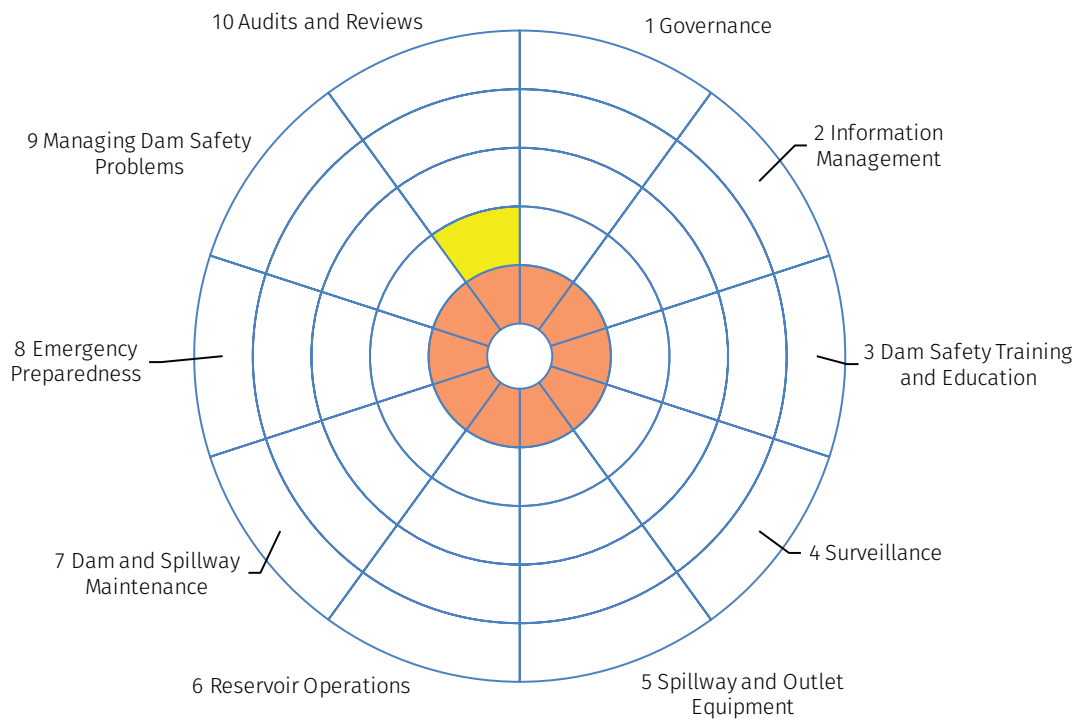 10 Audits and Reviews
1 Governance
2 Information
Management
3 Dam Safety Training
and Education
4 Surveillance
5 Spillway and Outlet
Equipment
6 Reservoir Operations
7 Dam and Spillway
Maintenance
8 Emergency
Preparedness
9 Managing Dam Safety
Problems